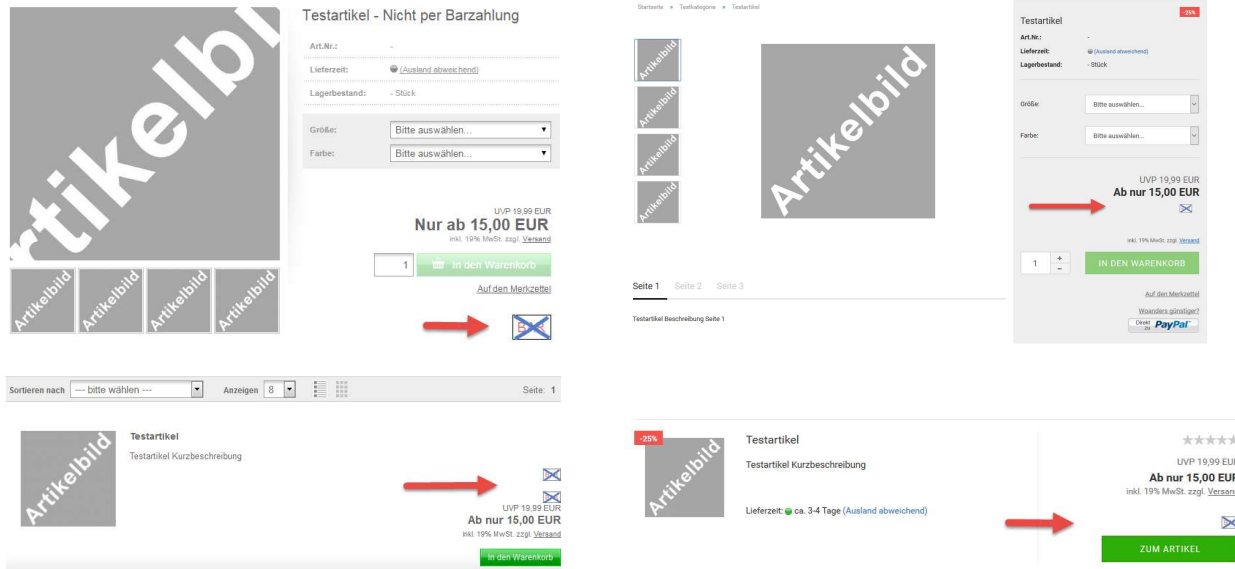 Testartikel - Nicht per Barzahlung
Art.Nr.: -
Lieferzeit: (Ausland abweichend)
Lagerbestand: - Stück
Größe: Bitte auswählen...
Farbe: Bitte auswählen...
UVP 19,99 EUR
Nur ab 15,00 EUR
inkl. 19% MwSt. zzgl. Versand
1 In den Warenkorb
Auf den Merkzettel
BAR
Artikelbild
Artikelbild
Artikelbild
Artikelbild
Artikelbild
Startseite » Testkategorie » Testartikel
Artikelbild
Artikelbild
Artikelbild
Artikelbild
Artikelbild
Seite 1 Seite 2 Seite 3
Testartikel Beschreibung Seite 1
-25%
Testartikel
Art.Nr.: -
Lieferzeit: (Ausland abweichend)
Lagerbestand: - Stück
Größe: Bitte auswählen...
Farbe: Bitte auswählen...
UVP 19,99 EUR
Ab nur 15,00 EUR
inkl. 19% MwSt. zzgl. Versand
1 + - IN DEN WARENKORB
Auf den Merkzettel
Woanders günstiger?
Direkt zu PayPal
Sortieren nach --- bitte wählen --- Anzeigen 8 Seite: 1
Artikelbild
Testartikel
Testartikel Kurzbeschreibung
UVP 19,99 EUR
Ab nur 15,00 EUR
inkl. 19% MwSt. zzgl. Versand
In den Warenkorb
-25%
Artikelbild
Testartikel
Testartikel Kurzbeschreibung
Lieferzeit: ca. 3-4 Tage (Ausland abweichend)
UVP 19,99 EUR
Ab nur 15,00 EUR
inkl. 19% MwSt. zzgl. Versand
ZUM ARTIKEL